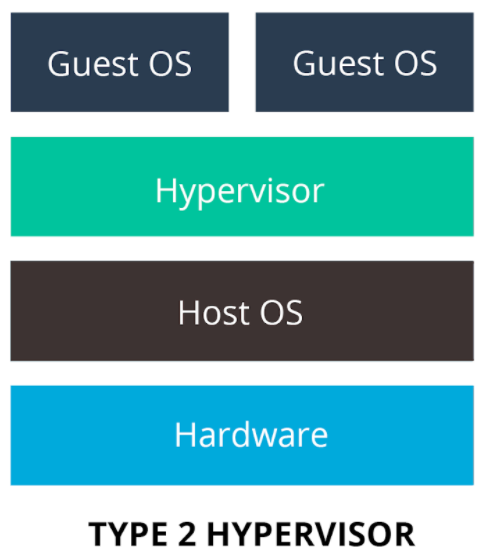 Guest OS
Guest OS
Hypervisor
Host OS
Hardware
TYPE 2 HYPERVISOR